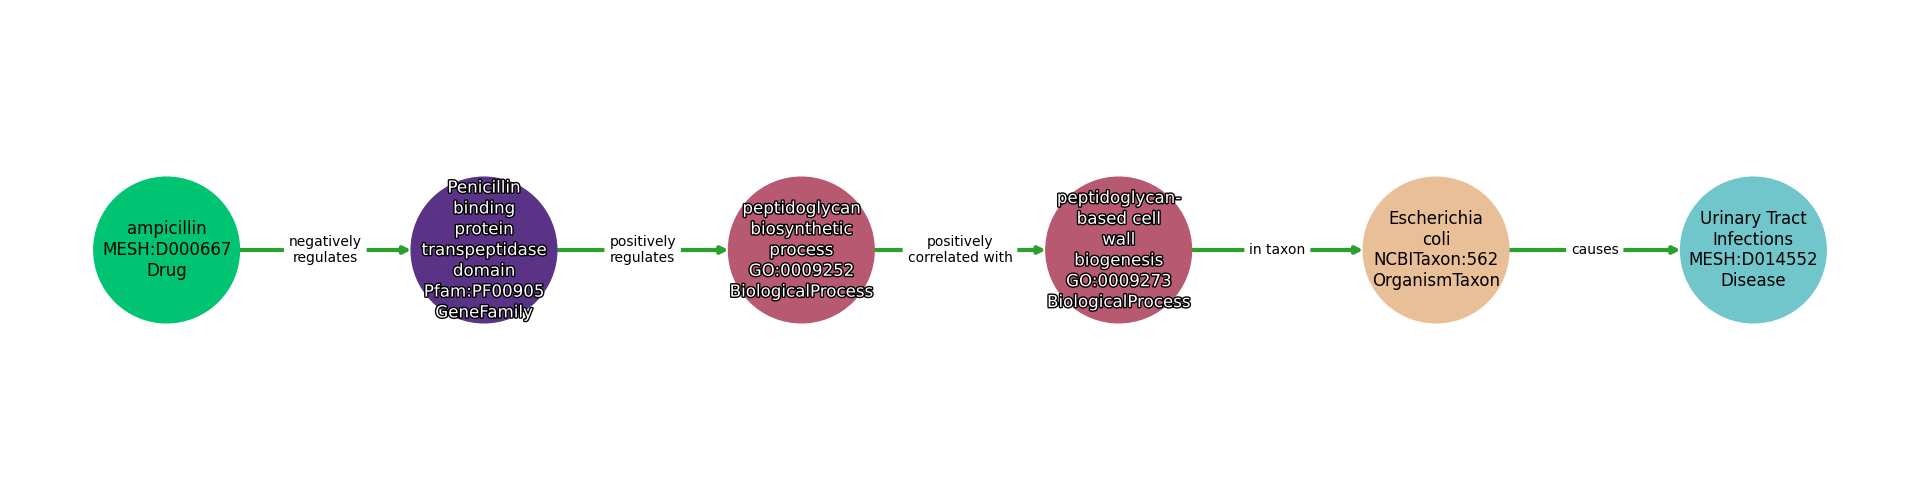 ampicillin
MESH:D000667
Drug
negatively
regulates
Penicillin
binding
protein
transpeptidase
domain
Pfam:PF00905
GeneFamily
positively
regulates
peptidoglycan
biosynthetic
process
GO:0009252
BiologicalProcess
positively
correlated with
peptidoglycan-
based cell
wall
biogenesis
GO:0009273
BiologicalProcess
in taxon
Escherichia
coli
NCBITaxon:562
OrganismTaxon
causes
Urinary Tract
Infections
MESH:D014552
Disease